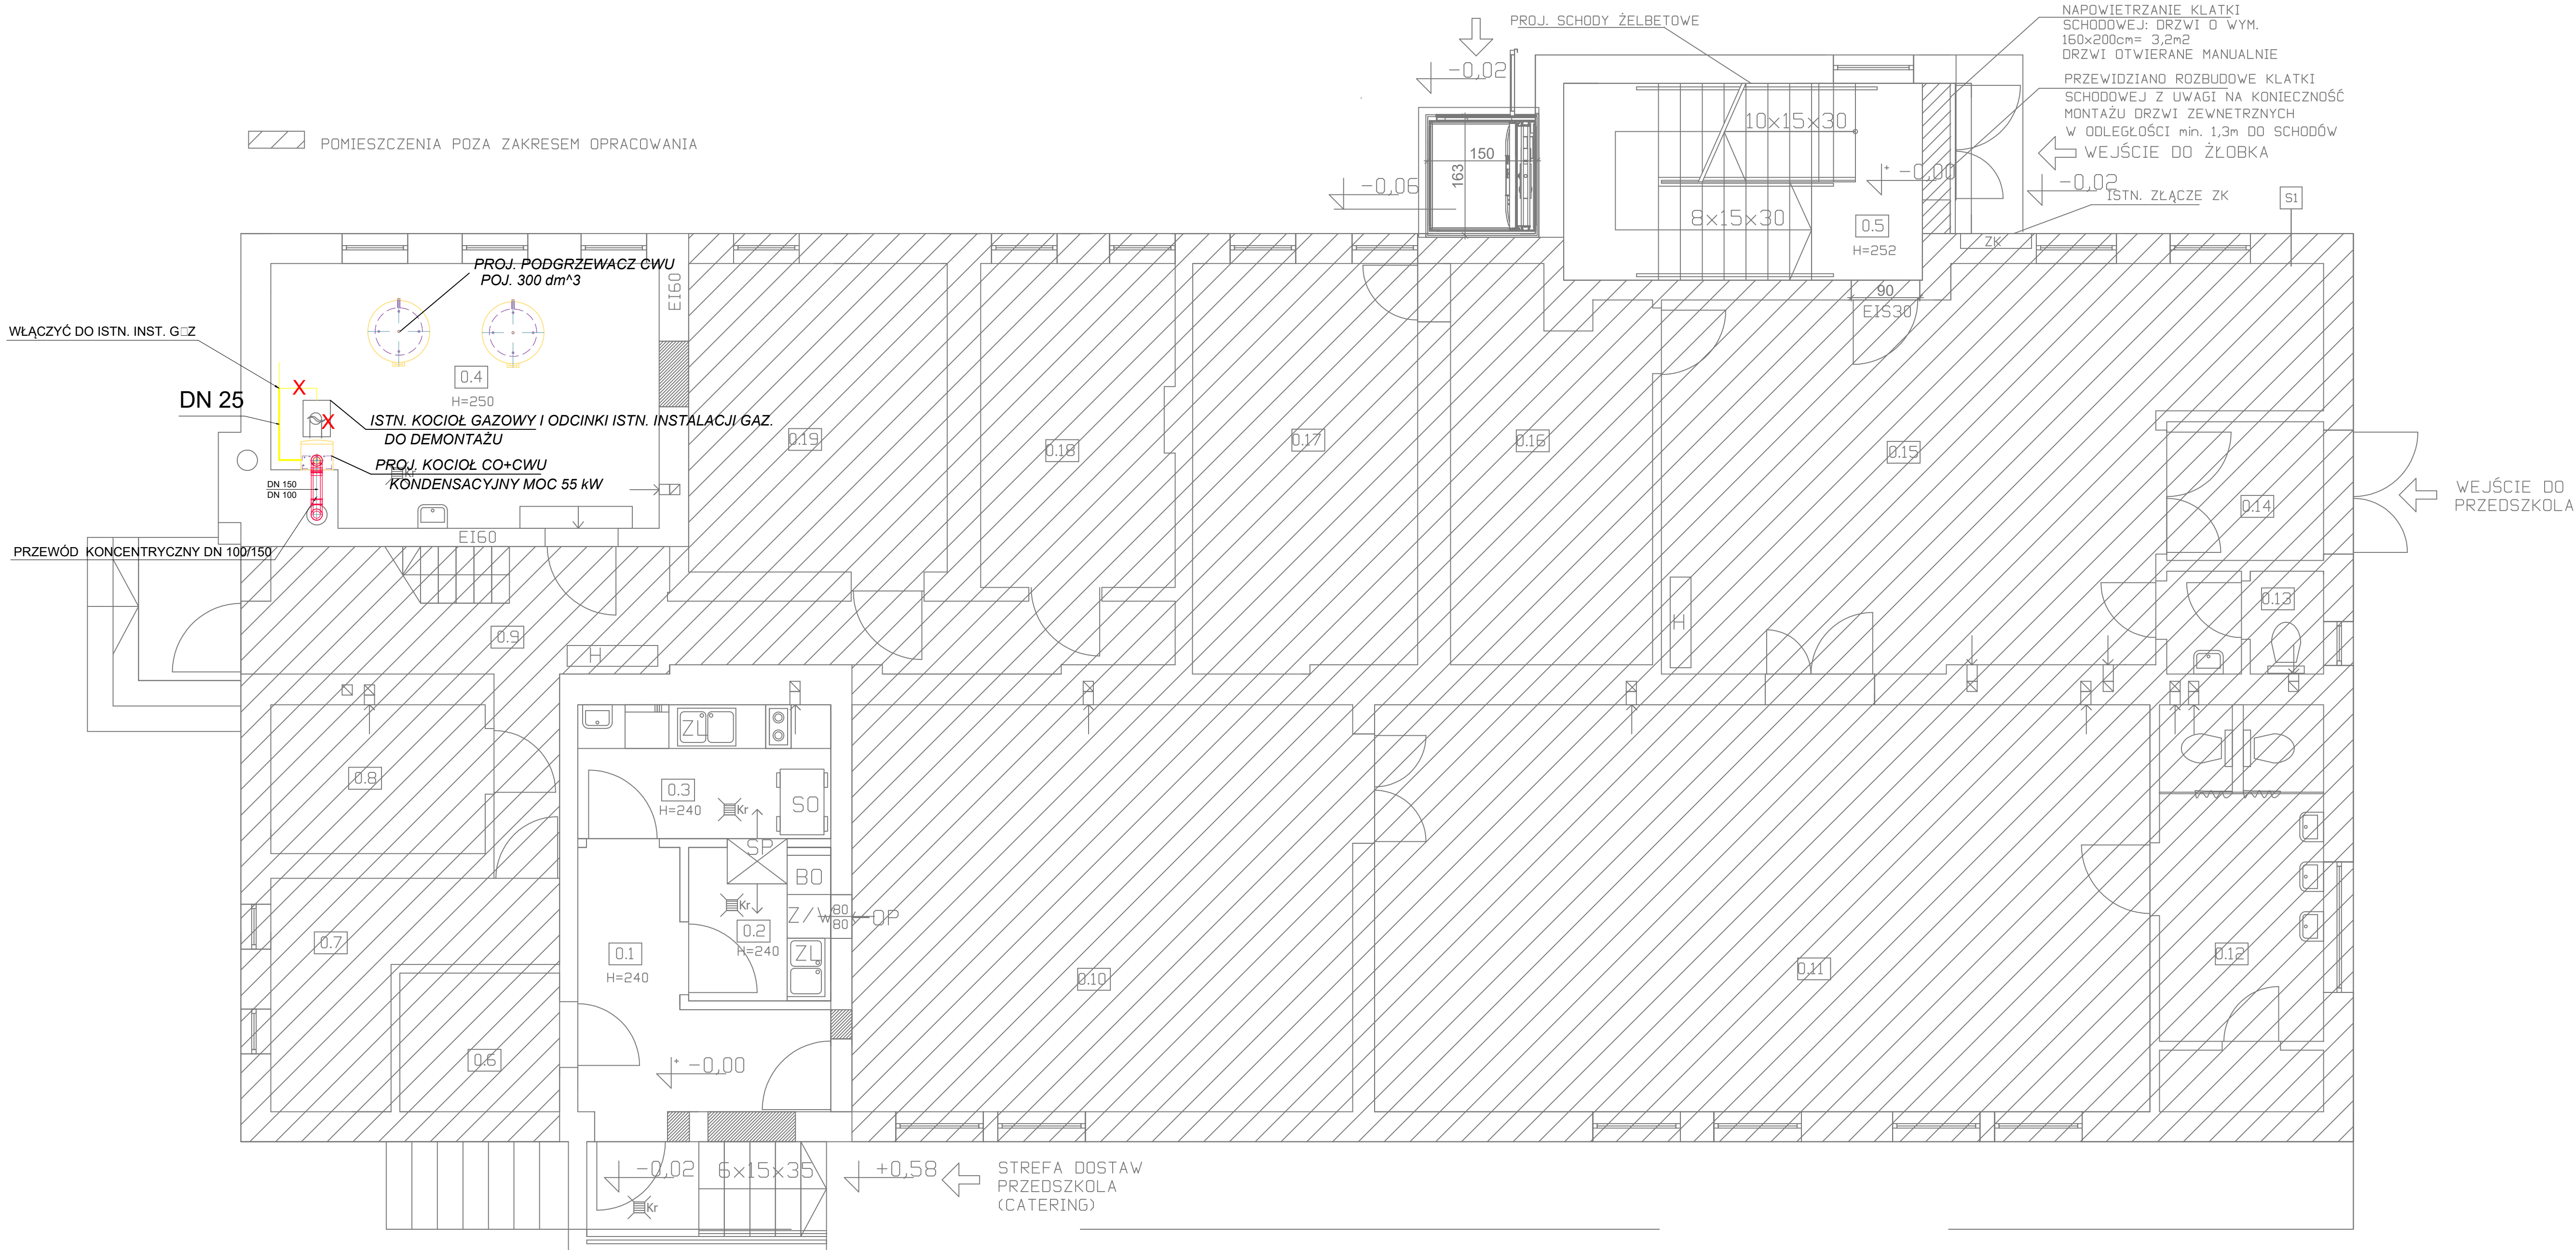 PROJ. SCHODY ŻELBETOWE
NAPOWIETRZANIE KLATKI
SCHODOWEJ: DRZWI O WYM.
160x200cm= 3,2m2
DRZWI OTWIERANE MANUALNIE
PRZEWIDZIANO ROZBUDOWE KLATKI
SCHODOWEJ Z UWAGI NA KONIECZNOŚĆ
MONTAŻU DRZWI ZEWNETRZNYCH
W ODLEGŁOŚCI min. 1,3m DO SCHODÓW
WEJŚCIE DO ŻŁOBKA
-0,02
ISTN. ZŁĄCZE ZK
S1
ZK
-0,02
-0,06
150
163
10x15x30
8x15x30
+-0,00
0.5
H=252
90
EIS30
POMIESZCZENIA POZA ZAKRESEM OPRACOWANIA
PROJ. PODGRZEWACZ CWU
POJ. 300 dm^3
EI60
WŁĄCZYĆ DO ISTN. INST. G□Z
DN 25
X
X
0.4
H=250
ISTN. KOCIOŁ GAZOWY I ODCINKI ISTN. INSTALACJI GAZ.
DO DEMONTAŻU
PROJ. KOCIOŁ CO+CWU
KONDENSACYJNY MOC 55 kW
Kr
DN 150
DN 100
EI60
PRZEWÓD KONCENTRYCZNY DN 100/150
0.19
0.18
0.17
0.16
0.15
0.14
WEJŚCIE DO
PRZEDSZKOLA
0.13
H
0.9
H
ZL
0.8
0.3
H=240
Kr
SO
SP
BO
Kr
Z/W
80
80
OP
0.2
H=240
ZL
0.7
0.1
H=240
0.10
0.11
0.12
0.6
+-0,00
-0,02
6x15x35
+0,58
STREFA DOSTAW
PRZEDSZKOLA
(CATERING)
Kr